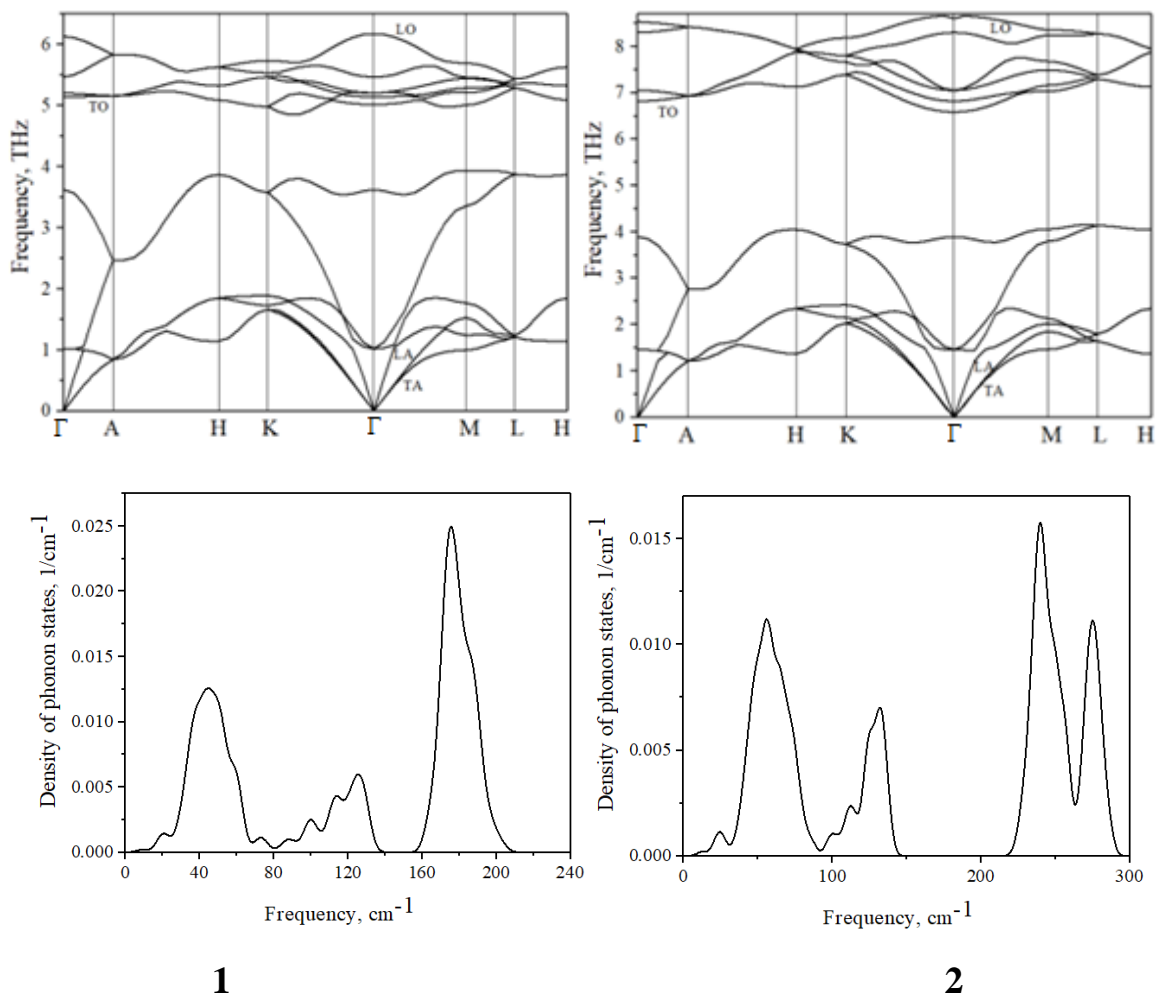 Frequency, THz
6
5
4
3
2
1
0
LO
TO
LA
TA
Γ A H K Γ M L H
Frequency, THz
8
7
6
5
4
3
2
1
0
LO
TO
LA
TA
Γ A H K Γ M L H
Density of phonon states, 1/cm-1
0.025
0.020
0.015
0.010
0.005
0.000
0 40 80 120 160 200 240
Frequency, cm-1
Density of phonon states, 1/cm-1
0.015
0.010
0.005
0.000
0 100 200 300
Frequency, cm-1
1 2